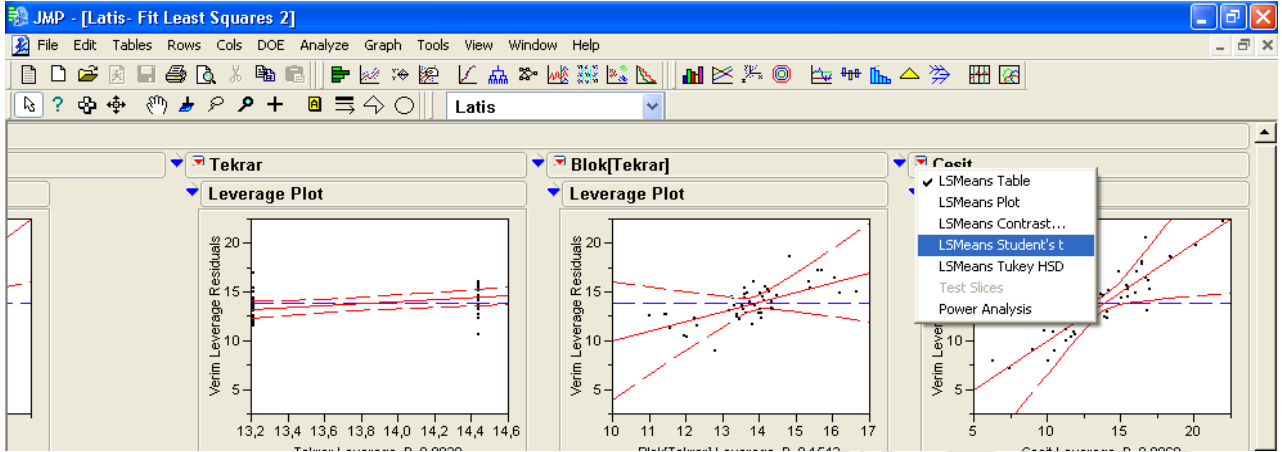 JMP - [Latis- Fit Least Squares 2]
File Edit Tables Rows Cols DOE Analyze Graph Tools View Window Help
Latis
Tekrar
Leverage Plot
Verim Leverage Residuals
20
15
10
5
13,2 13,4 13,6 13,8 14,0 14,2 14,4 14,6
Blok[Tekrar]
Leverage Plot
Verim Leverage Residuals
20
15
10
5
10 11 12 13 14 15 16 17
Cesit
LSMeans Table
LSMeans Plot
LSMeans Contrast...
LSMeans Student's t
LSMeans Tukey HSD
Test Slices
Power Analysis
Verim Lever
10
5
5 10 15 20